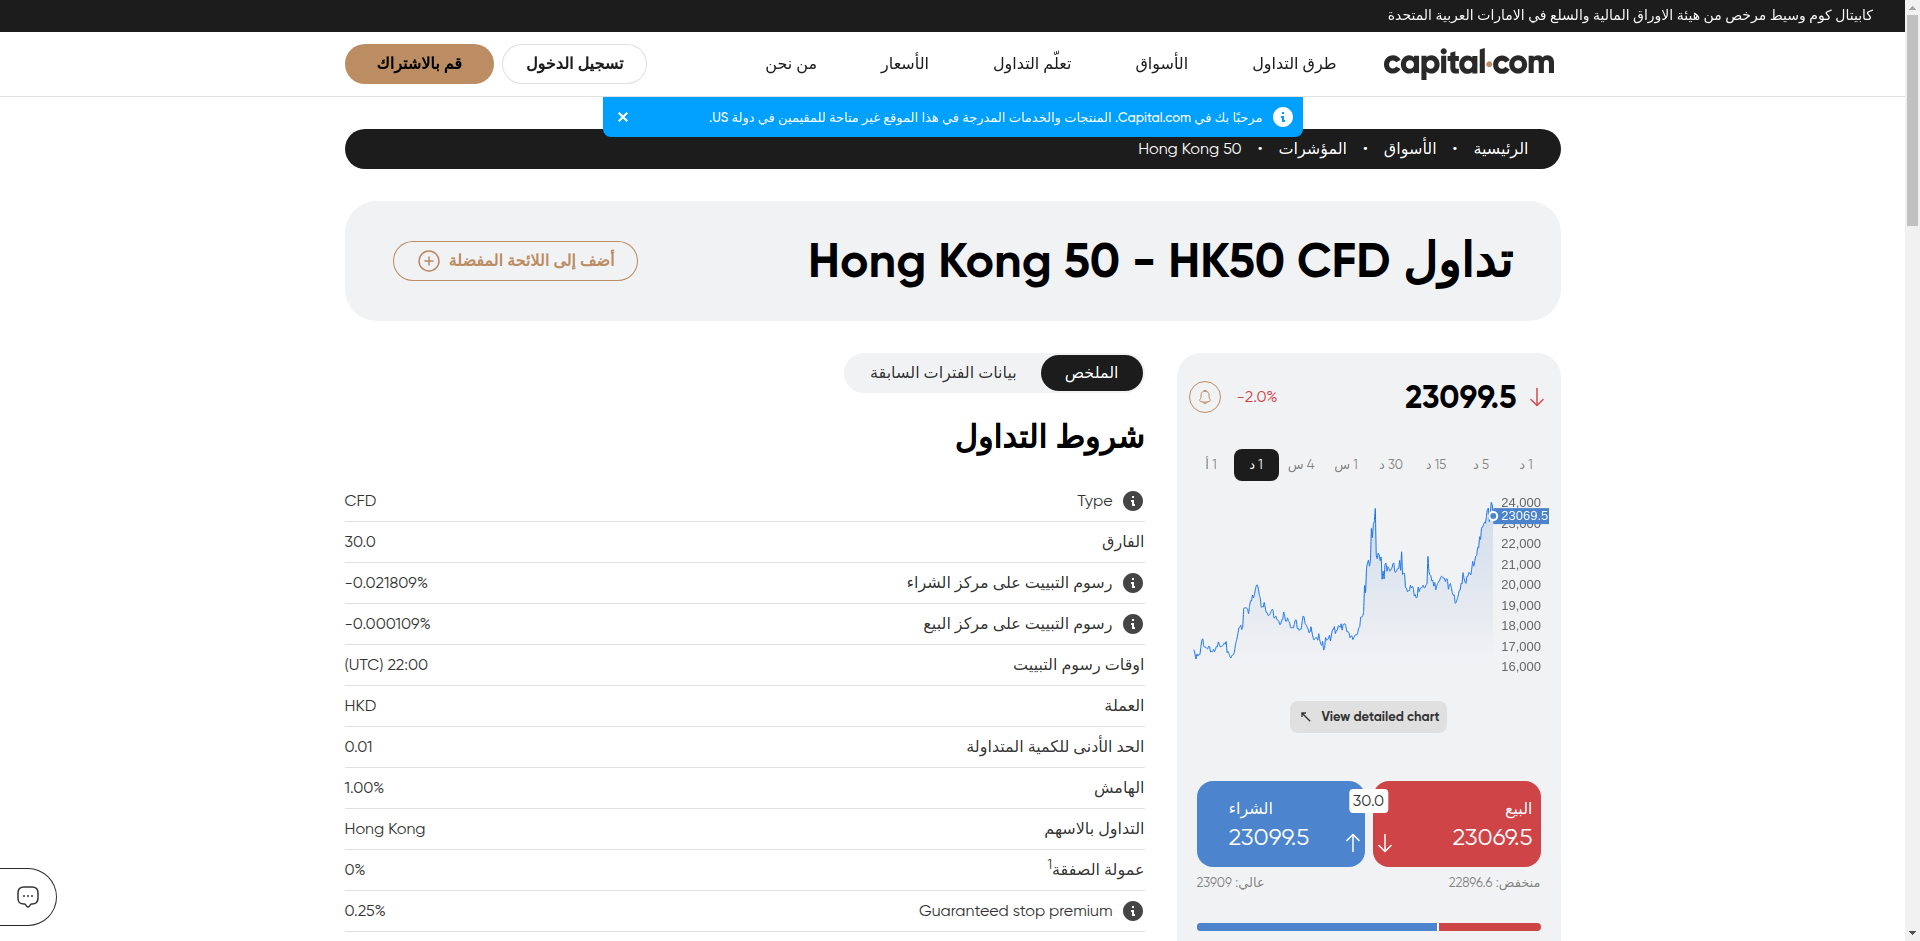 كابيتال كوم وسيط مرخص من هيئة الاوراق المالية والسلع في الامارات العربية المتحدة
capital.com
طرق التداول
الأسواق
تعلّم التداول
الأسعار
من نحن
تسجيل الدخول
قم بالاشتراك
مرحبًا بك في Capital.com. المنتجات والخدمات المدرجة في هذا الموقع غير متاحة للمقيمين في دولة US.
الرئيسية • الأسواق • المؤشرات • Hong Kong 50
تداول Hong Kong 50 - HK50 CFD
أضف إلى اللائحة المفضلة
23099.5
-2.0%
1 د
5 د
15 د
30 د
1 س
4 س
1 د
1 أ
24,000
23069.5
23,000
22,000
21,000
20,000
19,000
18,000
17,000
16,000
View detailed chart
البيع
23069.5
30.0
الشراء
23099.5
منخفض: 22896.6
عالي: 23909
الملخص
بيانات الفترات السابقة
شروط التداول
Type CFD
الفارق 30.0
رسوم التبييت على مركز الشراء -0.021809%
رسوم التبييت على مركز البيع -0.000109%
اوقات رسوم التبييت 22:00 (UTC)
العملة HKD
الحد الأدنى للكمية المتداولة 0.01
الهامش 1.00%
التداول بالاسهم Hong Kong
عمولة الصفقة1 0%
Guaranteed stop premium 0.25%